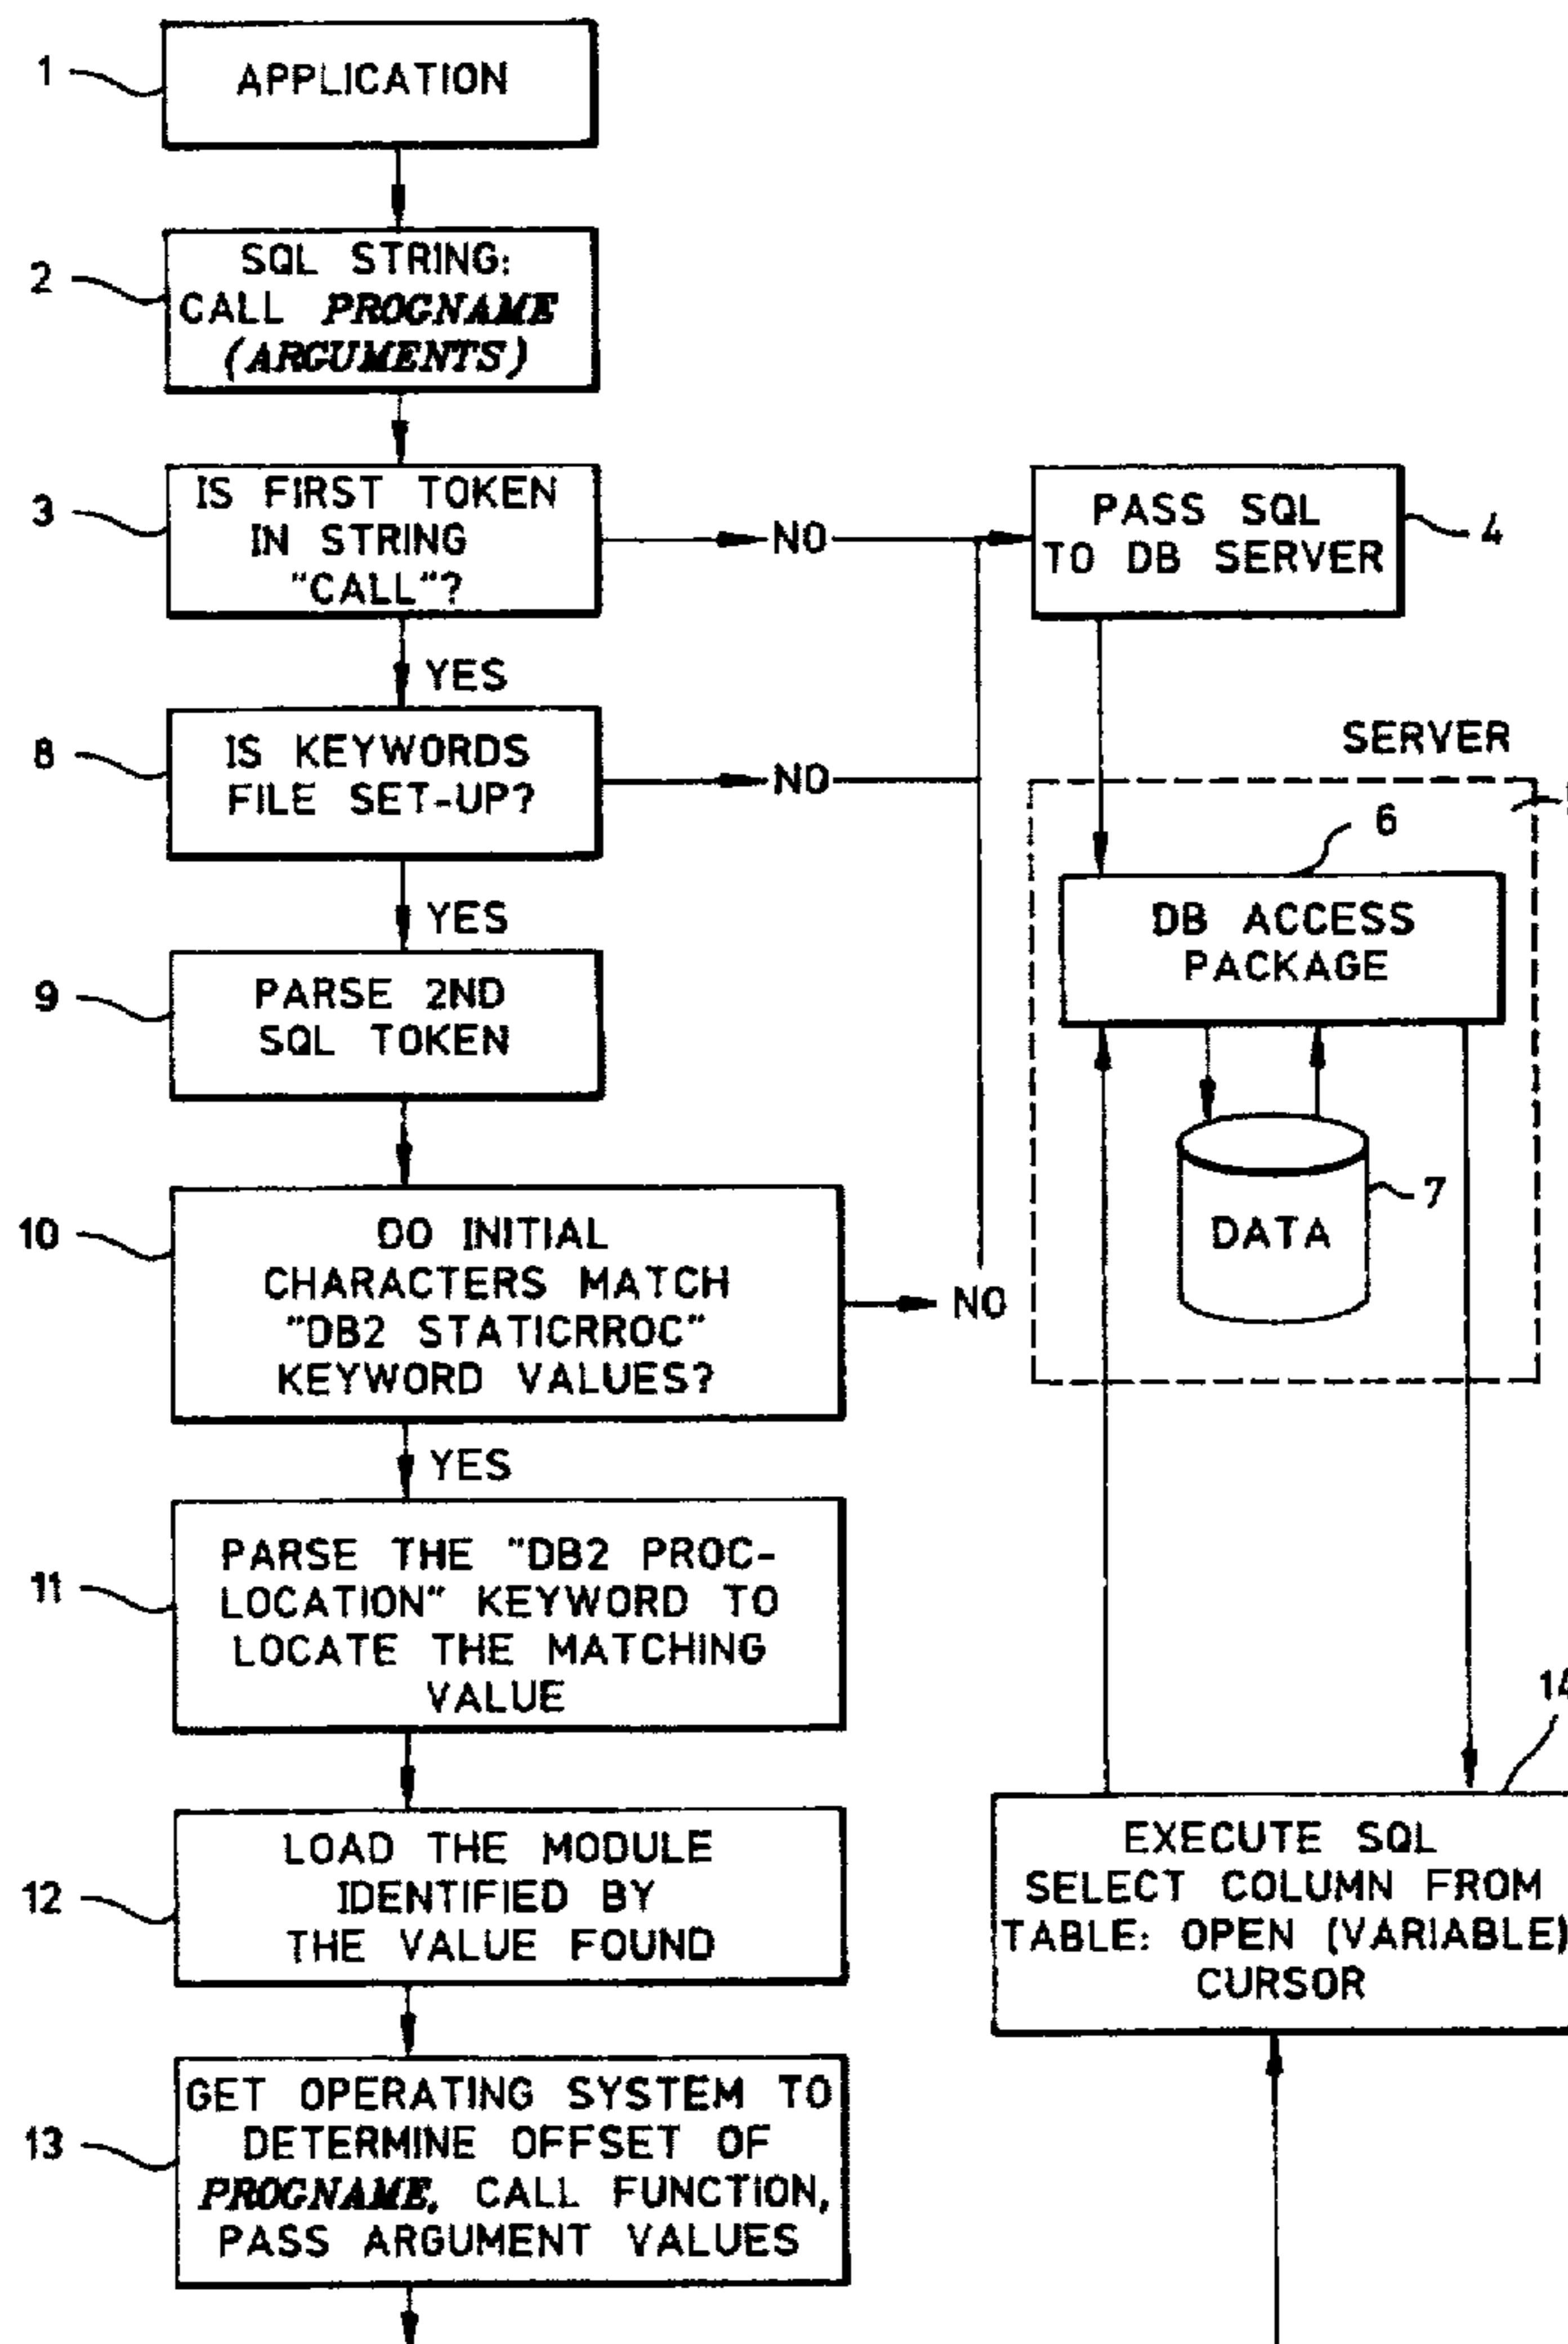 1
APPLICATION
2
SQL STRING:
CALL PROGNAME
(ARGUMENTS)
3
IS FIRST TOKEN
IN STRING
"CALL"?
NO
PASS SQL
TO DB SERVER
4
YES
8
IS KEYWORDS
FILE SET-UP?
NO
SERVER
6
DB ACCESS
PACKAGE
YES
9
PARSE 2ND
SQL TOKEN
7
DATA
10
DO INITIAL
CHARACTERS MATCH
"DB2 STATICRROC"
KEYWORD VALUES?
NO
YES
11
PARSE THE "DB2 PROC-
LOCATION" KEYWORD TO
LOCATE THE MATCHING
VALUE
12
LOAD THE MODULE
IDENTIFIED BY
THE VALUE FOUND
14
EXECUTE SQL
SELECT COLUMN FROM
TABLE: OPEN (VARIABLE)
CURSOR
13
GET OPERATING SYSTEM TO
DETERMINE OFFSET OF
PROGNAME, CALL FUNCTION,
PASS ARGUMENT VALUES